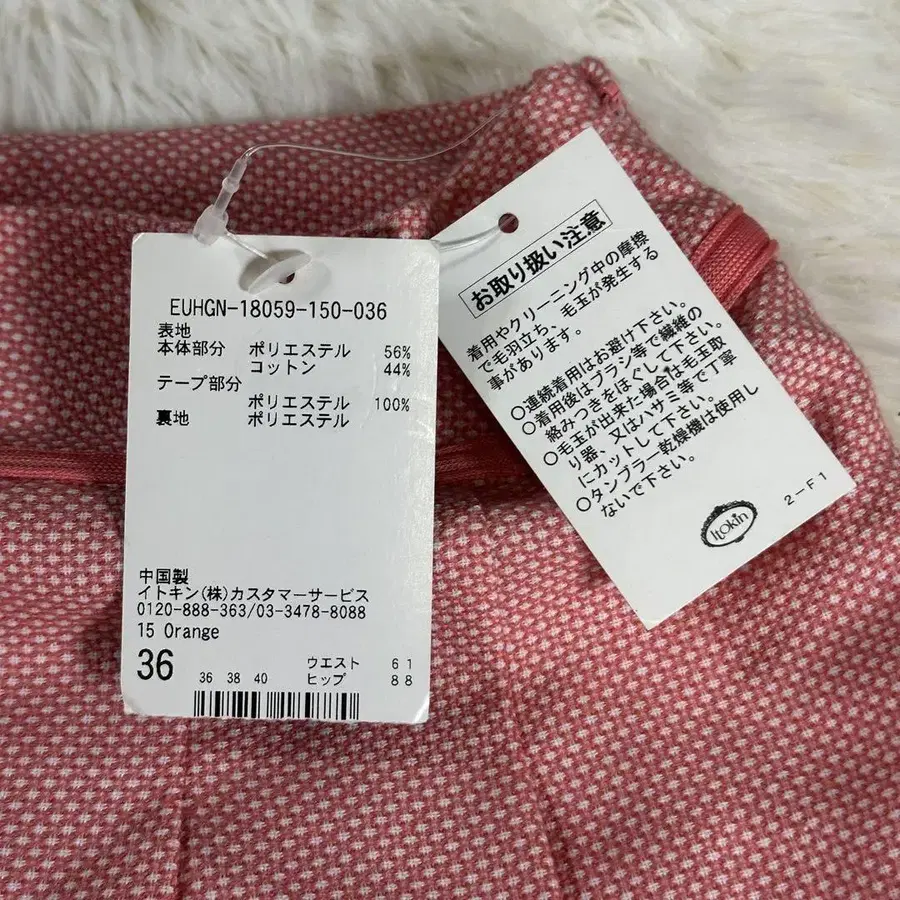 EUHGN-18059-150-036
表地
本体部分 ポリエステル 56%
コットン 44%
テープ部分
ポリエステル 100%
裏地 ポリエステル
中国製
イトキン(株)カスタマーサービス
0120-888-363/03-3478-8088
15 Orange
36
36 38 40
ウエスト 61
ヒップ 88
お取り扱い注意
着用やクリーニング中の摩擦
で毛羽立ち、毛玉が発生する
事があります。
○連続着用はお避け下さい。
○着用後はブラシ等で繊維の
絡みつきをほぐして下さい。
○毛玉が出来た場合は毛玉取
り器、又はハサミ等で丁寧
にカットして下さい。
○タンブラー乾燥機は使用し
ないで下さい。
Itokin
2-F1